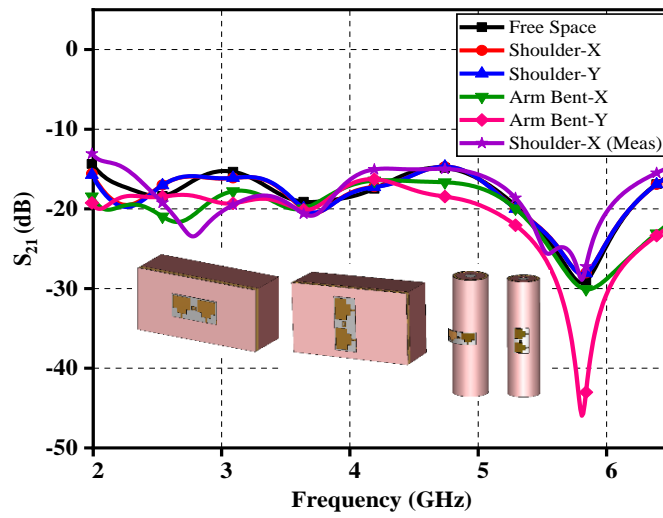 Free Space
Shoulder-X
Shoulder-Y
Arm Bent-X
Arm Bent-Y
Shoulder-X (Meas)
0
-10
-20
-30
-40
-50
S21 (dB)
2 3 4 5 6
Frequency (GHz)